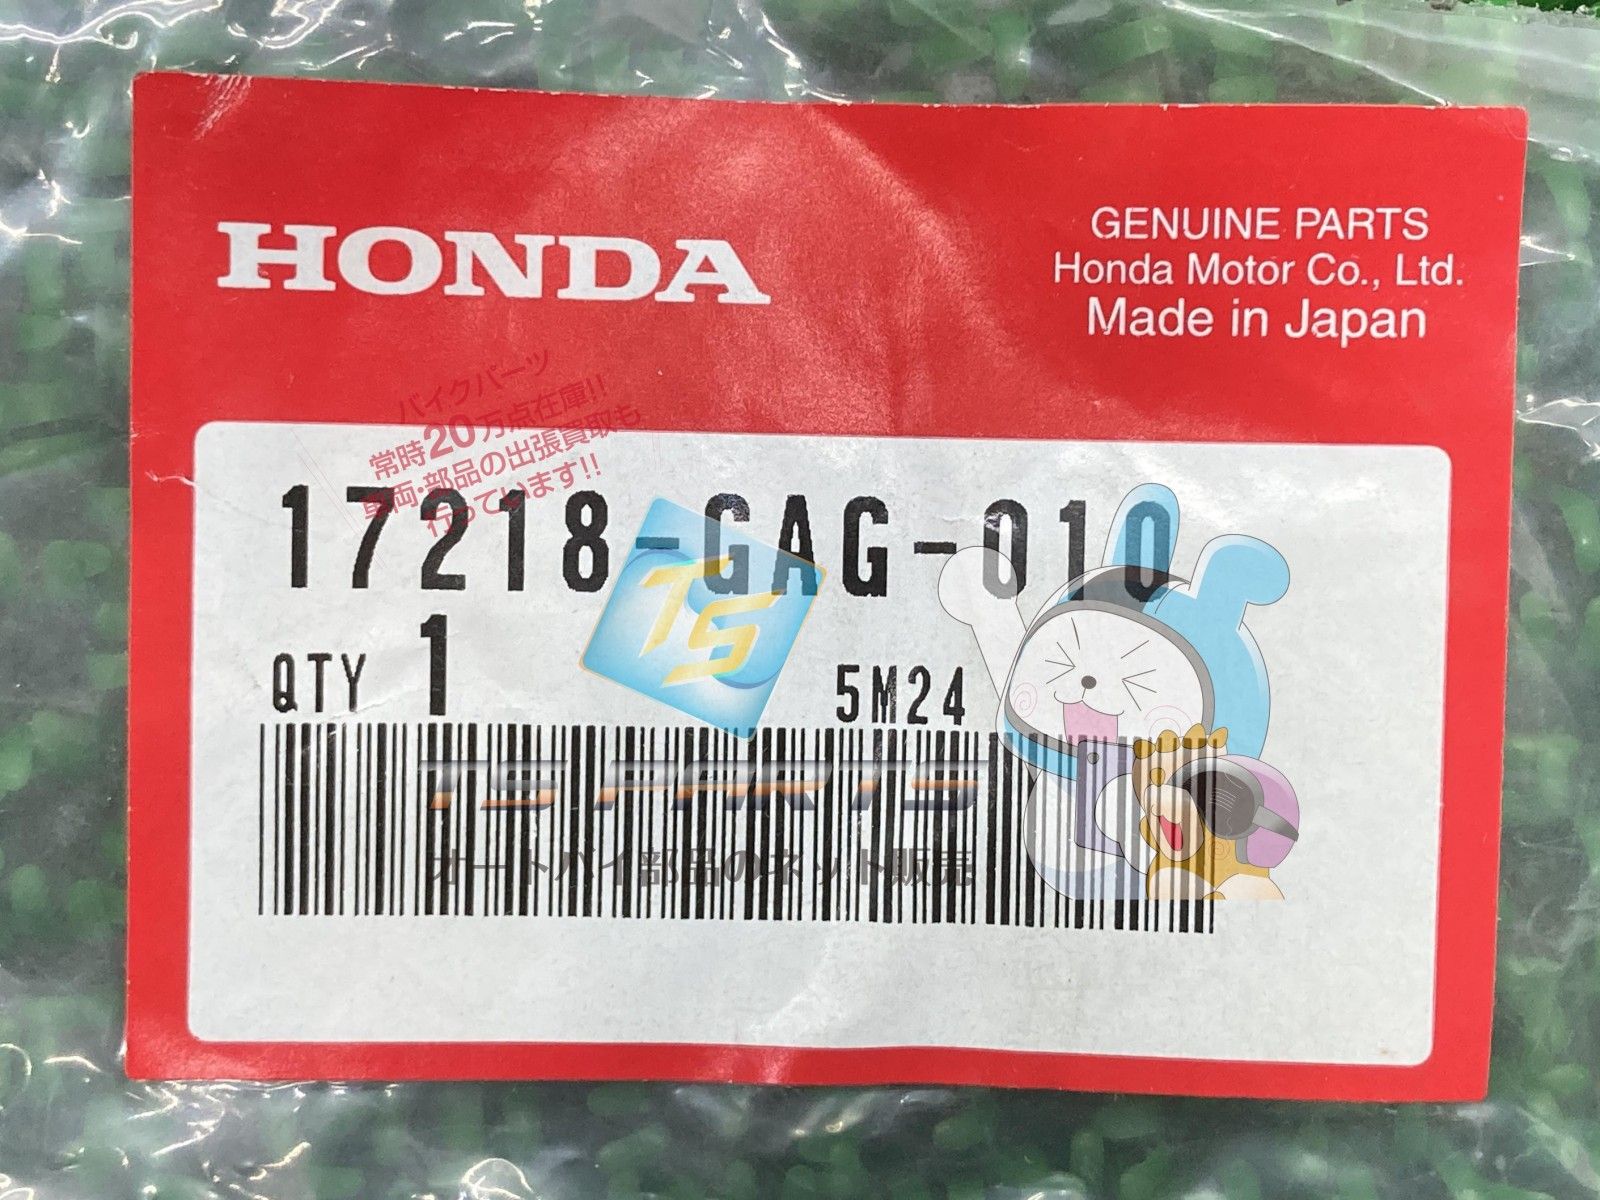 HONDA
GENUINE PARTS
Honda Motor Co., Ltd.
Made in Japan
バイクパーツ
常時20万点在庫!!
車両・部品の出張買取も
行っています!!
17218-GAG-010
QTY 1
5M24
TS
TS PARTS
オートバイ部品のネット販売